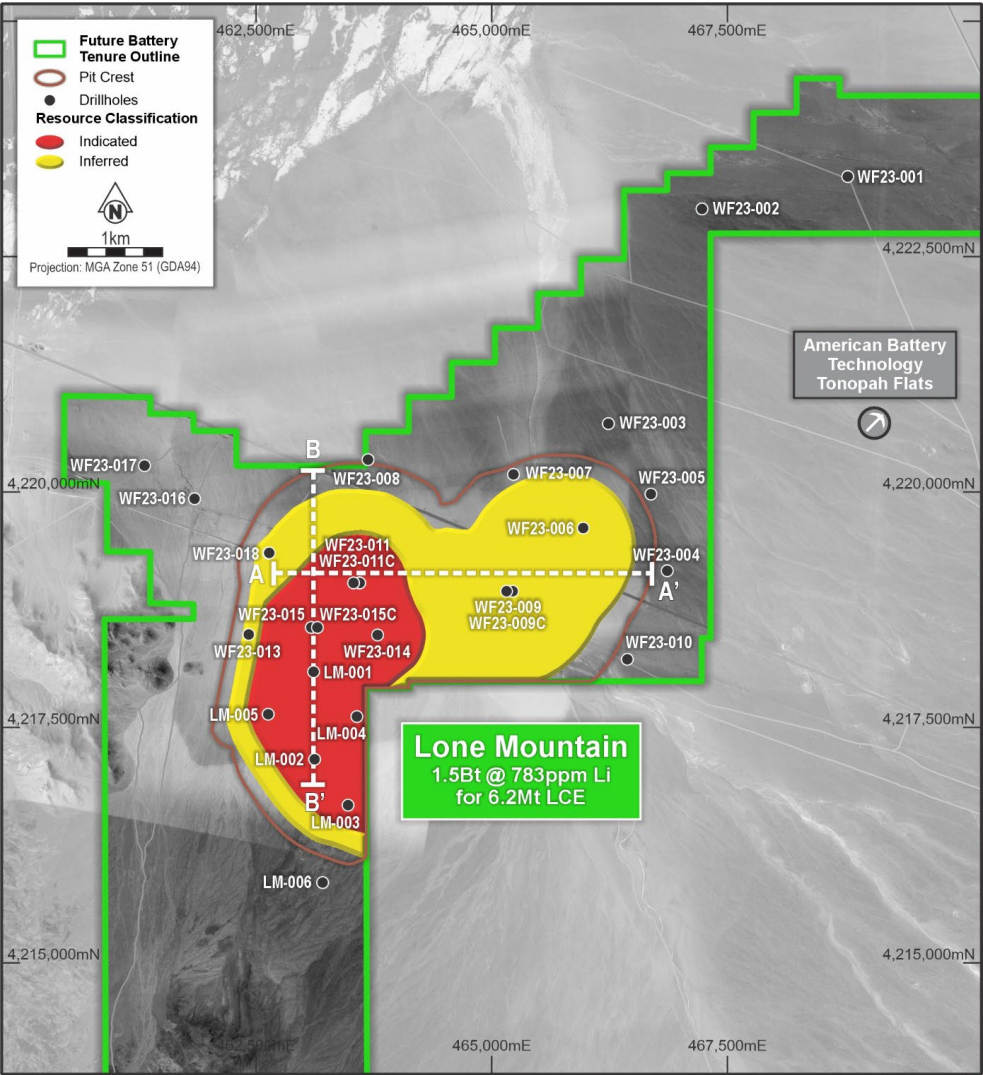 462,500mE
465,000mE
467,500mE
Future Battery
Tenure Outline
Pit Crest
Drillholes
Resource Classification
Indicated
Inferred
N
1km
Projection: MGA Zone 51 (GDA94)
WF23-001
WF23-002
4,222,500mN
American Battery
Technology
Tonopah Flats
WF23-003
B
WF23-017
WF23-008
WF23-007
WF23-005
4,220,000mN
4,220,000mN
WF23-016
WF23-006
WF23-018
WF23-011
WF23-011C
WF23-004
A
A'
WF23-009
WF23-009C
WF23-015
WF23-015C
WF23-013
WF23-014
WF23-010
LM-001
LM-005
LM-004
4,217,500mN
4,217,500mN
Lone Mountain
1.5Bt @ 783ppm Li
for 6.2Mt LCE
LM-002
B'
LM-003
LM-006
4,215,000mN
4,215,000mN
462,500mE
465,000mE
467,500mE